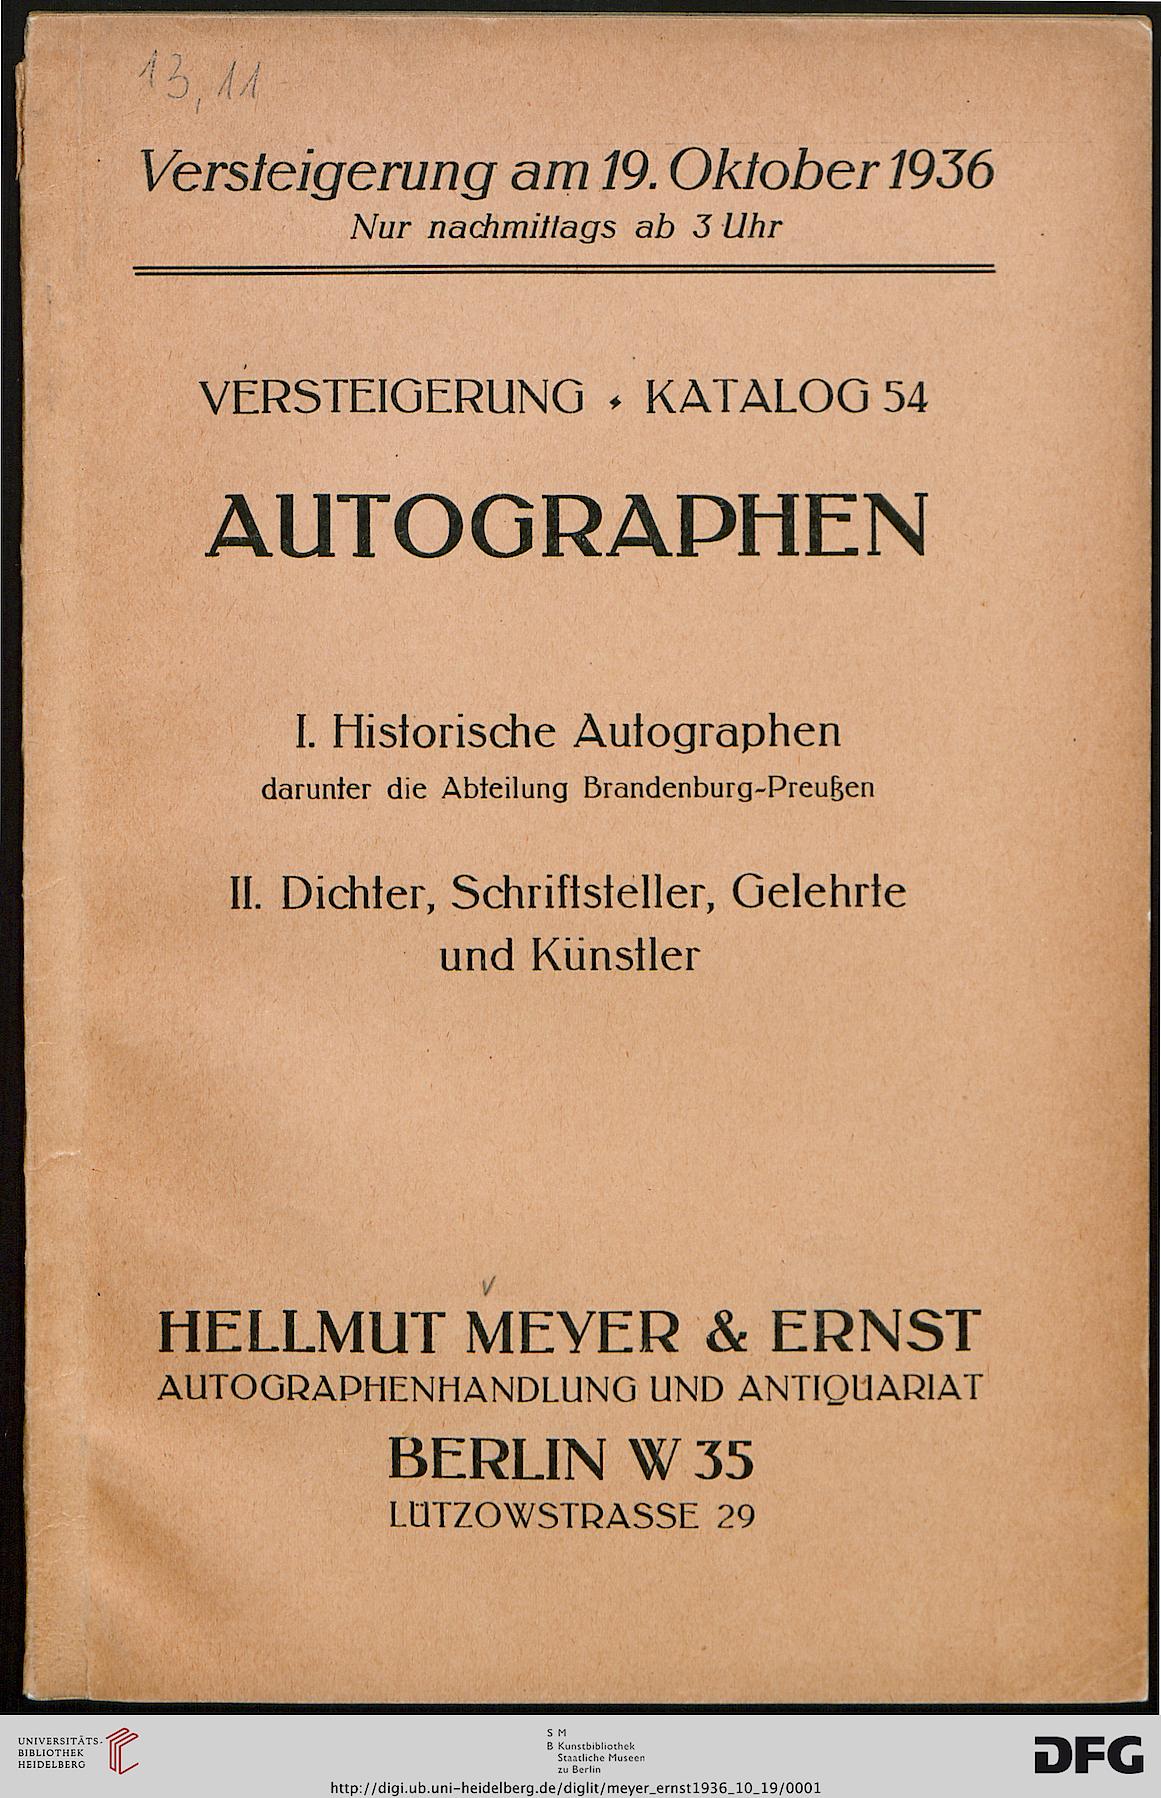 13, 11
Versteigerung am 19. Oktober 1936
Nur nachmittags ab 3 Uhr
VERSTEIGERUNG • KATALOG 54
AUTOGRAPHEN
I. Historische Autographen
darunter die Abteilung Brandenburg-Preußen
II. Dichter, Schriftsteller, Gelehrte
und Künstler
HELLMUT MEYER & ERNST
AUTOGRAPHENHANDLUNG UND ANTIQUARIAT
BERLIN W 35
LÜTZOWSTRASSE 29
UNIVERSITÄTS-
BIBLIOTHEK
HEIDELBERG
S M
B Kunstbibliothek
Staatliche Museen
zu Berlin
DFG
http://digi.ub.uni-heidelberg.de/diglit/meyer_ernst1936_10_19/0001